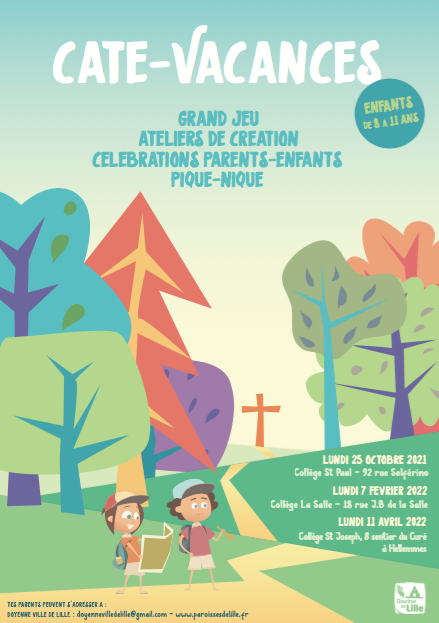 CATE-VACANCES
ENFANTS
DE 8 A 11 ANS
GRAND JEU
ATELIERS DE CREATION
CELEBRATIONS PARENTS-ENFANTS
PIQUE-NIQUE
LUNDI 25 OCTOBRE 2021
Collège St Paul - 92 rue Solférino
LUNDI 7 FEVRIER 2022
Collège La Salle - 18 rue J.B de la Salle
LUNDI 11 AVRIL 2022
Collège St Joseph, 8 sentier du Curé
à Hellemmes
TES PARENTS PEUVENT S'ADRESSER A :
DOYENNE VILLE DE LILLE : doyennevilledelille@gmail.com - www.paroissesdelille.fr
Diocèse
de Lille